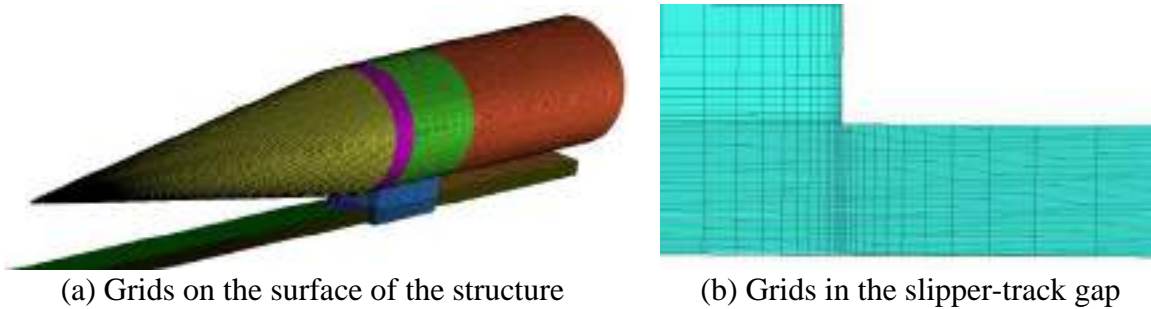 (a) Grids on the surface of the structure
(b) Grids in the slipper-track gap